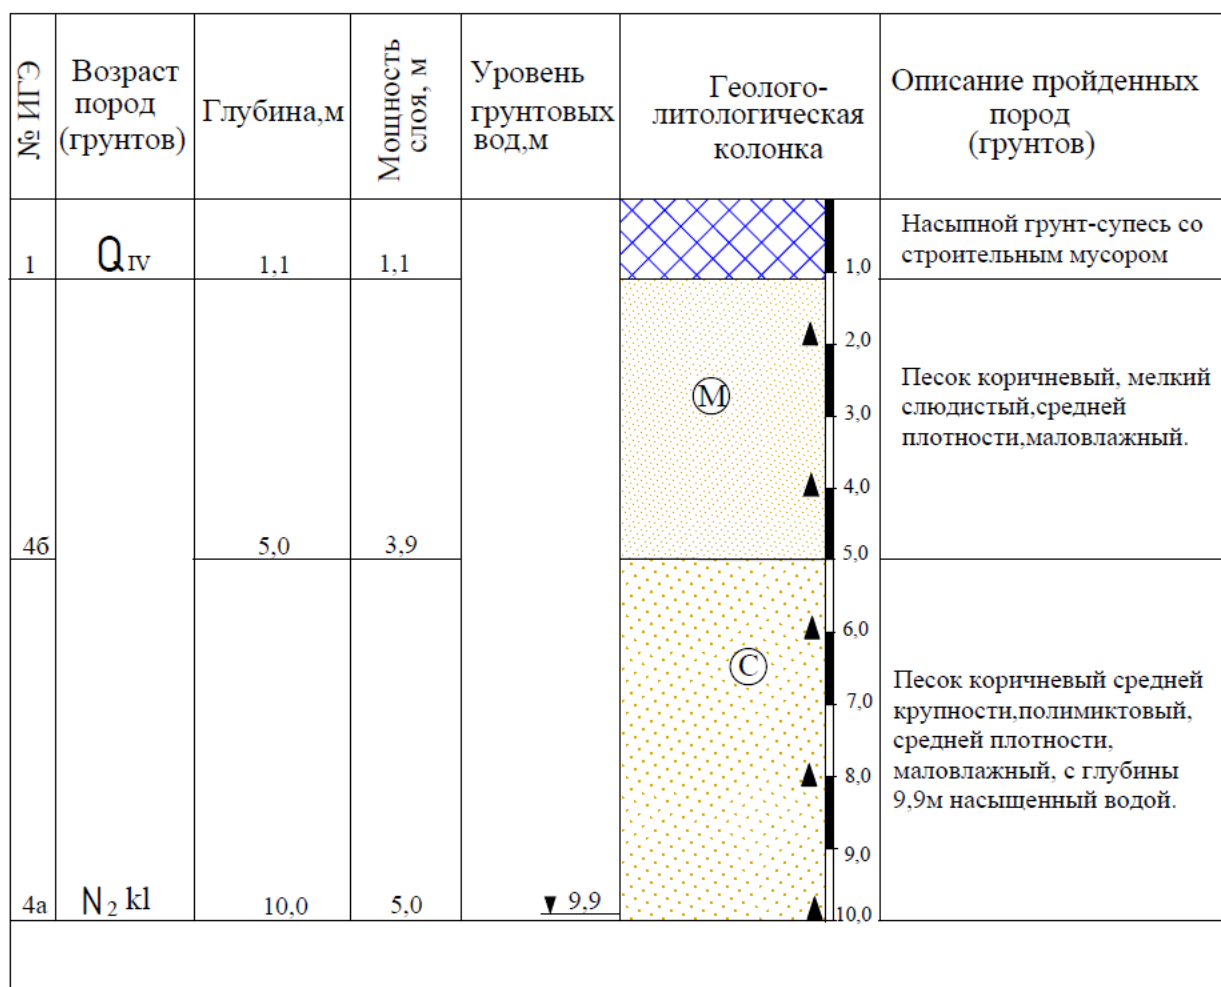 № ИГЭ
Возраст
пород
(грунтов)
Глубина,м
Мощность
слоя, м
Уровень
грунтовых
вод,м
Геолого-
литологическая
колонка
Описание пройденных
пород
(грунтов)
1
Q IV
1,1
1,1
1,0
Насыпной грунт-супесь со
строительным мусором
2,0
М
3,0
4,0
Песок коричневый, мелкий
слюдистый,средней
плотности,маловлажный.
4б
5,0
3,9
5,0
6,0
С
7,0
8,0
9,0
Песок коричневый средней
крупности,полимиктовый,
средней плотности,
маловлажный, с глубины
9,9м насыщенный водой.
4а
N2 kl
10,0
5,0
9,9
10,0